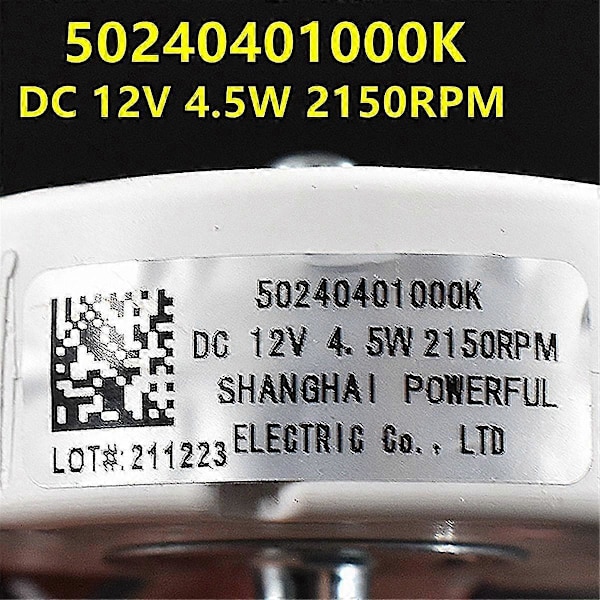 50240401000K
DC 12V 4.5W 2150RPM
50240401000K
DC 12V 4.5W 2150RPM
SHANGHAI POWERFUL
ELECTRIC Co., LTD
LOT#: 211223